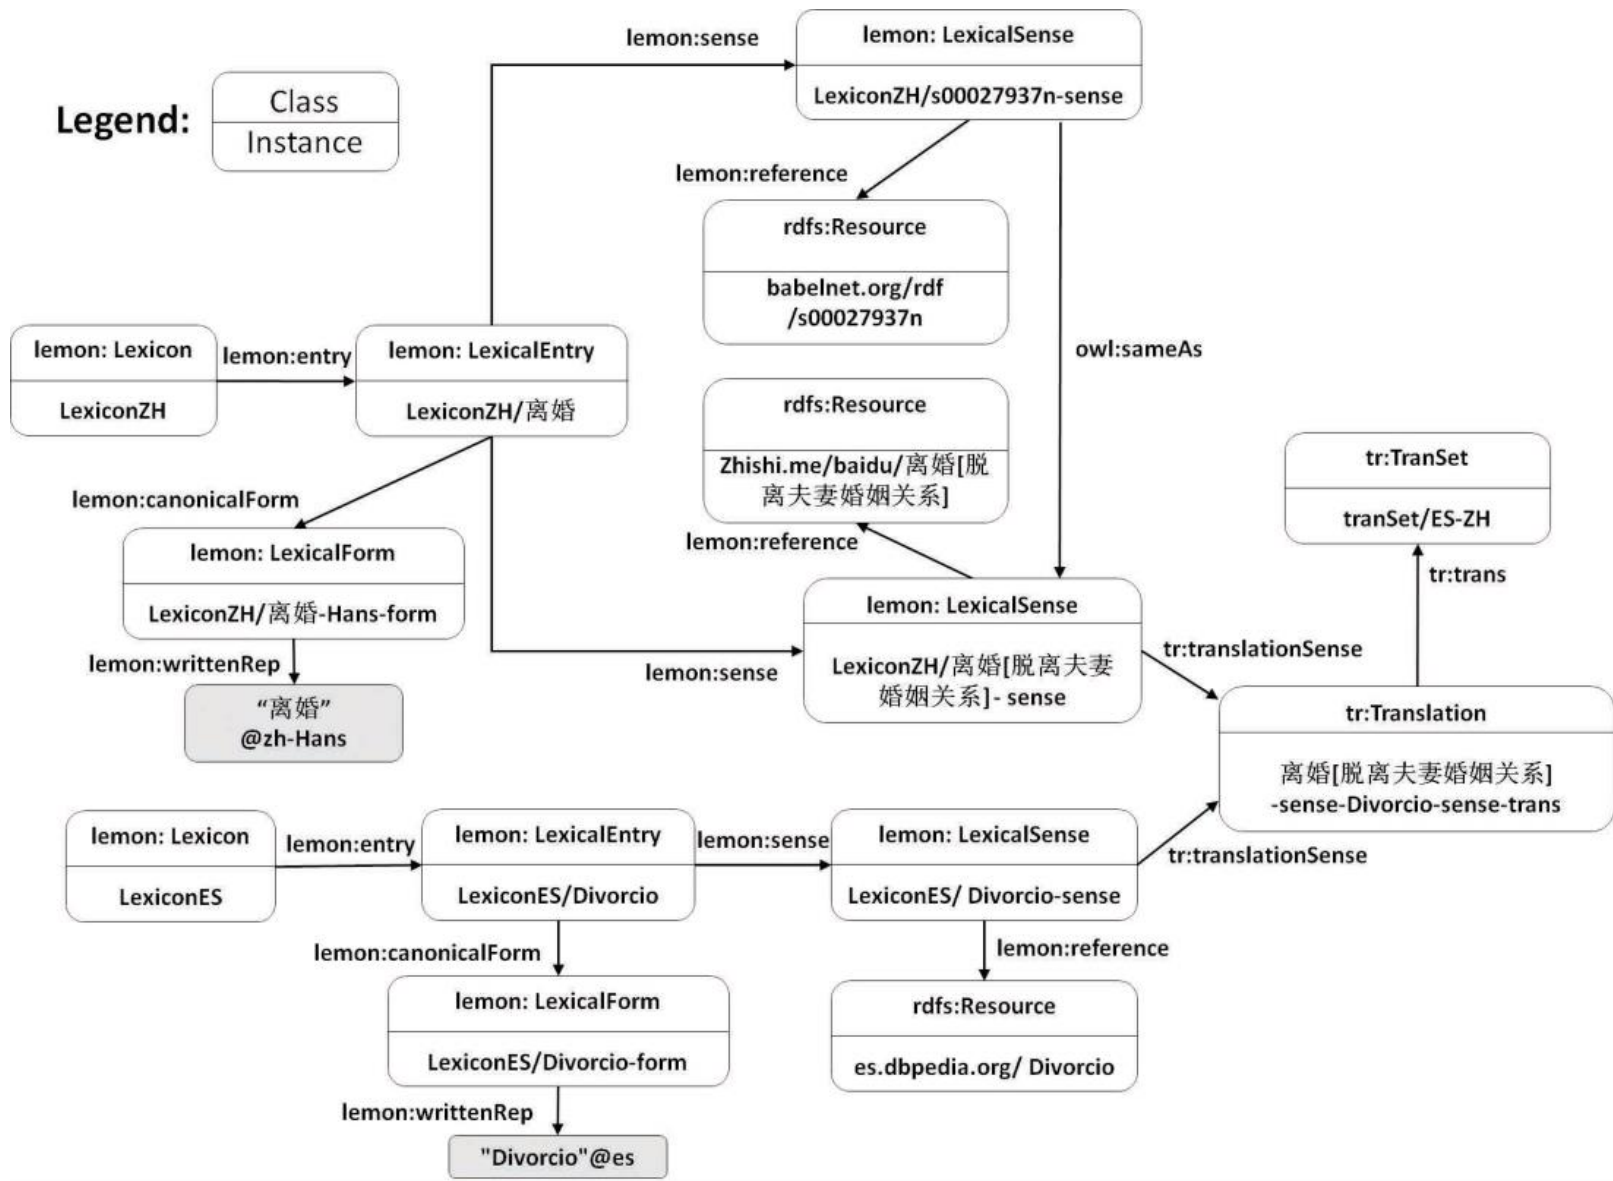 lemon:sense
lemon: LexicalSense
LexiconZH/s00027937n-sense
Legend:
Class
Instance
lemon:reference
rdfs:Resource
babelnet.org/rdf
/s00027937n
owl:sameAs
lemon: Lexicon
LexiconZH
lemon:entry
lemon: LexicalEntry
LexiconZH/离婚
rdfs:Resource
Zhishi.me/baidu/离婚[脱
离夫妻婚姻关系]
lemon:reference
tr:TranSet
tranSet/ES-ZH
tr:trans
lemon:canonicalForm
lemon: LexicalForm
LexiconZH/离婚-Hans-form
lemon:writtenRep
“离婚”
@zh-Hans
lemon:sense
lemon: LexicalSense
LexiconZH/离婚[脱离夫妻
婚姻关系]- sense
tr:translationSense
tr:Translation
离婚[脱离夫妻婚姻关系]
-sense-Divorcio-sense-trans
lemon: Lexicon
LexiconES
lemon:entry
lemon: LexicalEntry
LexiconES/Divorcio
lemon:sense
lemon: LexicalSense
LexiconES/ Divorcio-sense
tr:translationSense
lemon:canonicalForm
lemon: LexicalForm
LexiconES/Divorcio-form
lemon:writtenRep
"Divorcio"@es
lemon:reference
rdfs:Resource
es.dbpedia.org/ Divorcio